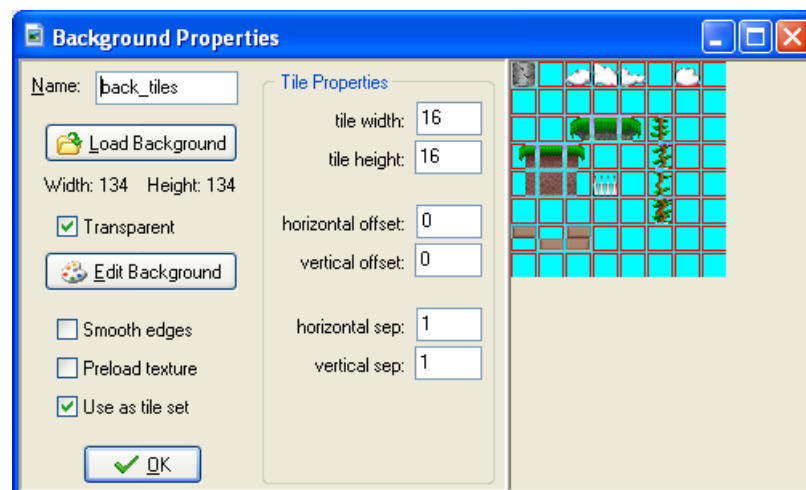 Background Properties
Name: back_tiles
Load Background
Width: 134 Height: 134
Transparent
Edit Background
Smooth edges
Preload texture
Use as tile set
OK
Tile Properties
tile width: 16
tile height: 16
horizontal offset: 0
vertical offset: 0
horizontal sep: 1
vertical sep: 1